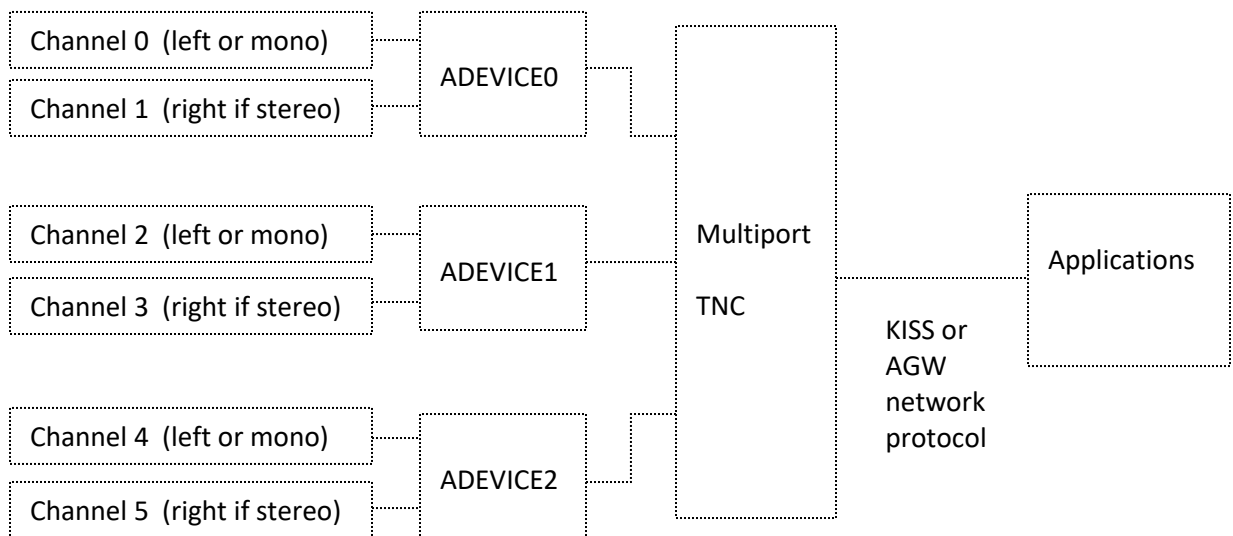 Channel 0  (left or mono)
Channel 1  (right if stereo)
ADEVICE0
Channel 2  (left or mono)
Channel 3  (right if stereo)
ADEVICE1
Channel 4  (left or mono)
Channel 5  (right if stereo)
ADEVICE2
Multiport
TNC
KISS or
AGW
network
protocol
Applications